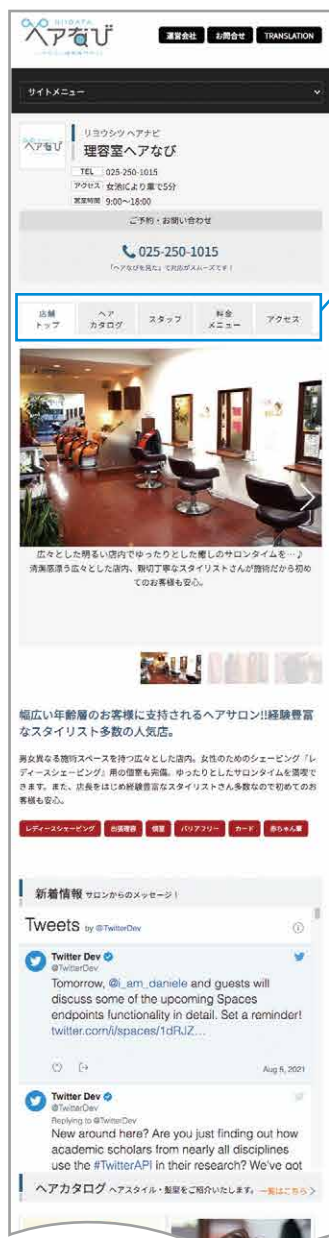 NIIGATA
ヘアなび
運営会社
お問合せ
TRANSLATION
サイトメニュー
ヘアなび
リヨウシツ ヘアナビ
理容室ヘアなび
TEL 025-250-1015
アクセス 女池ICより車で5分
営業時間 9:00〜18:00
ご予約・お問い合わせ
025-250-1015
「ヘアなびを見た」で対応がスムーズです！
店舗
トップ
ヘア
カタログ
スタッフ
料金
メニュー
アクセス
広々とした明るい店内でゆったりとした癒しのサロンタイムを…♪
清潔感漂う広々とした店内、親切丁寧なスタイリストさんが施術だから初め
てのお客様も安心。
幅広い年齢層のお客様に支持されるヘアサロン!!経験豊富
なスタイリスト多数の人気店。
男女異なる施術スペースを持つ広々とした店内。女性のためのシェービング『レ
ディースシェービング』用の個室も完備。ゆったりとしたサロンタイムを満喫で
きます。また、店長をはじめ経験豊富なスタイリストさん多数なので初めてのお
客様も安心。
レディースシェービング
出張理容
個室
バリアフリー
カード
赤ちゃん筆
新着情報 サロンからのメッセージ！
Tweets by @TwitterDev
Twitter Dev
@TwitterDev
Tomorrow, @i_am_daniele and guests will
discuss some of the upcoming Spaces
endpoints functionality in detail. Set a reminder!
twitter.com/i/spaces/1dRJZ…
Aug 5, 2021
Twitter Dev
@TwitterDev
Replying to @TwitterDev
New around here? Are you just finding out how
academic scholars from nearly all disciplines
use the #TwitterAPI in their research? We've got
ヘアカタログ ヘアスタイル・髪型をご紹介いたします。 一覧はこちら